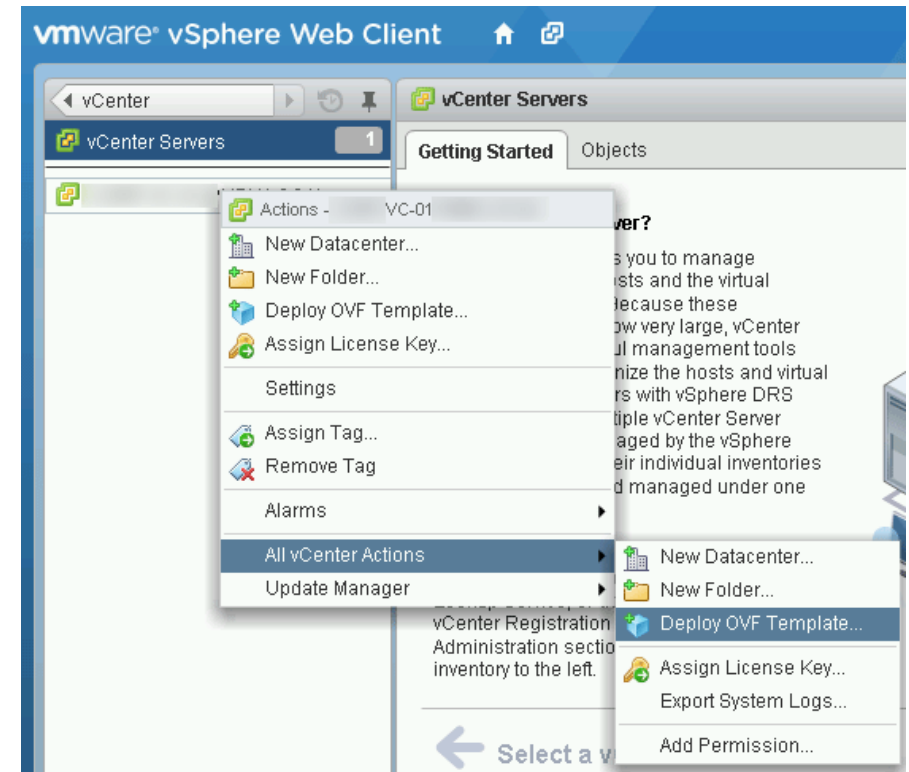 vmware® vSphere Web Client
vCenter
vCenter Servers
vCenter Servers 1
Getting Started Objects
Actions - VC-01
New Datacenter...
New Folder...
Deploy OVF Template...
Assign License Key...
Settings
Assign Tag...
Remove Tag
Alarms
All vCenter Actions
Update Manager
ver?
s you to manage
sts and the virtual
Because these
ow very large, vCenter
ul management tools
nize the hosts and virtual
rs with vSphere DRS
tiple vCenter Server
aged by the vSphere
eir individual inventories
d managed under one
New Datacenter...
New Folder...
Deploy OVF Template...
Assign License Key...
Export System Logs...
Add Permission...
vCenter Registration
Administration sectio
inventory to the left.
Select a v